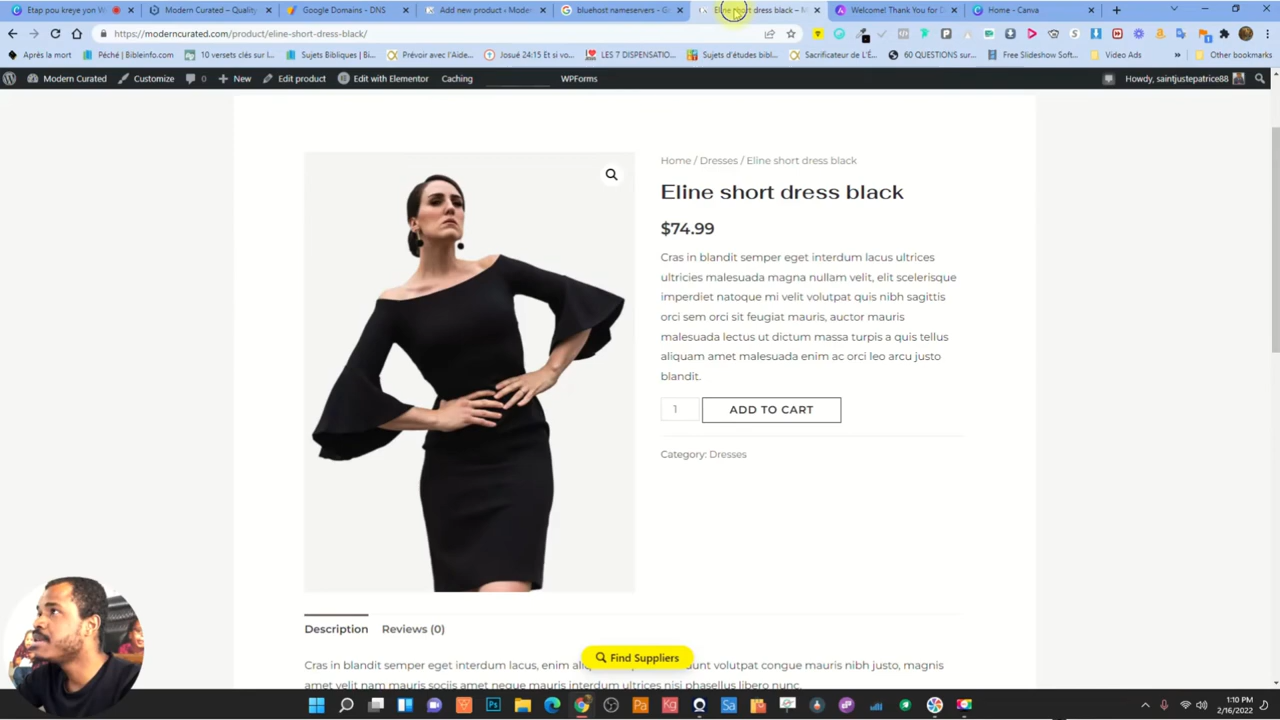 Etap pou kreye yon W
Modern Curated – Quality
Google Domains - DNS
Add new product ‹ Moder
bluehost nameservers - G
Eline short dress black – M
Welcome! Thank You for D
Home - Canva
https://moderncurated.com/product/eline-short-dress-black/
Aprés la mort
Péché | Bibleinfo.com
10 versets clés sur l...
Sujets Bibliques | Bi...
Prévoir avec l'Aide...
Josué 24:15 Et si vo...
LES 7 DISPENSATIO...
Sujets d'études bibl...
Sacrificateur de L'É...
60 QUESTIONS sur...
Free Slideshow Soft...
Video Ads
»
Other bookmarks
Modern Curated
Customize
0
New
Edit product
Edit with Elementor
Caching
WPForms
Howdy, saintjustepatrice88
Home / Dresses / Eline short dress black
Eline short dress black
$74.99
Cras in blandit semper eget interdum lacus ultrices
ultricies malesuada magna nullam velit, elit scelerisque
imperdiet natoque mi velit volutpat quis nibh sagittis
orci sem orci sit feugiat mauris, auctor mauris
malesuada lectus ut dictum massa turpis a quis tellus
aliquam amet malesuada enim ac orci leo arcu justo
blandit.
1
ADD TO CART
Category: Dresses
Description
Reviews (0)
Find Suppliers
Cras in blandit semper eget interdum lacus, enim volutpat congue mauris nibh justo, magnis
amet velit nam mauris sociis amet neque mauris interdum ultrices nisi phasellus libero nam.
1:10 PM
2/16/2022